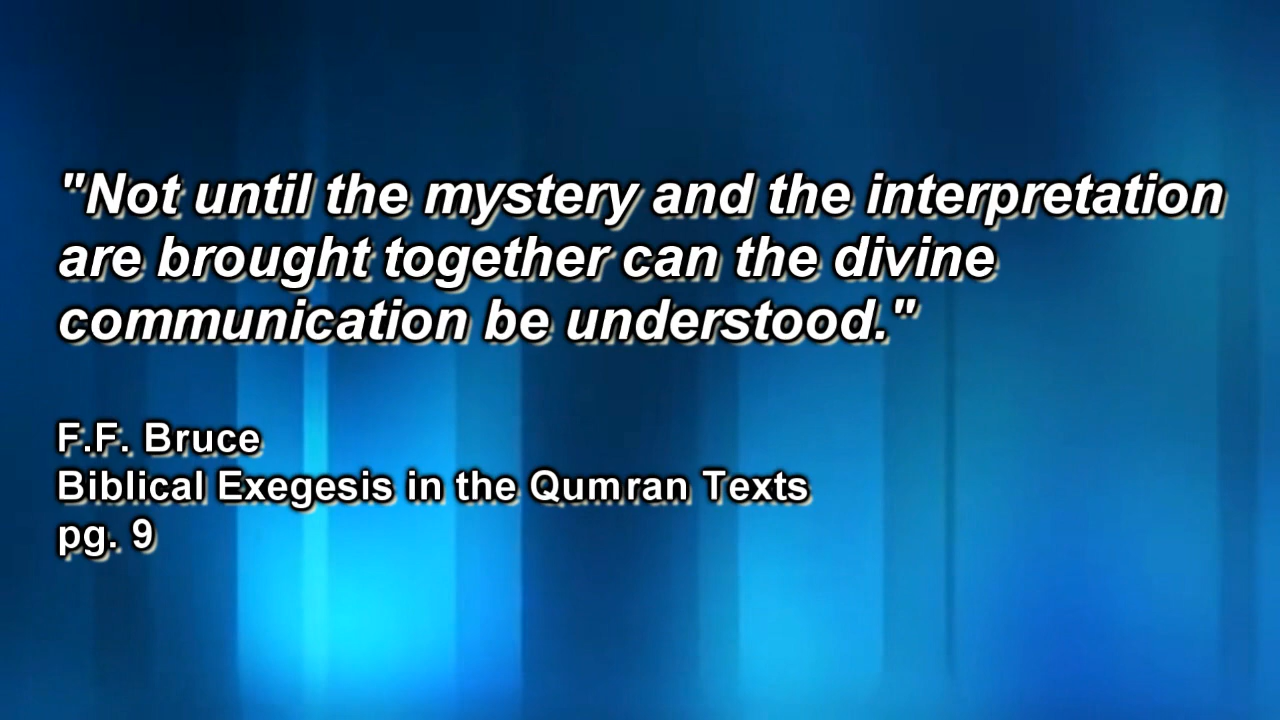 "Not until the mystery and the interpretation
are brought together can the divine
communication be understood."
F.F. Bruce
Biblical Exegesis in the Qumran Texts
pg. 9